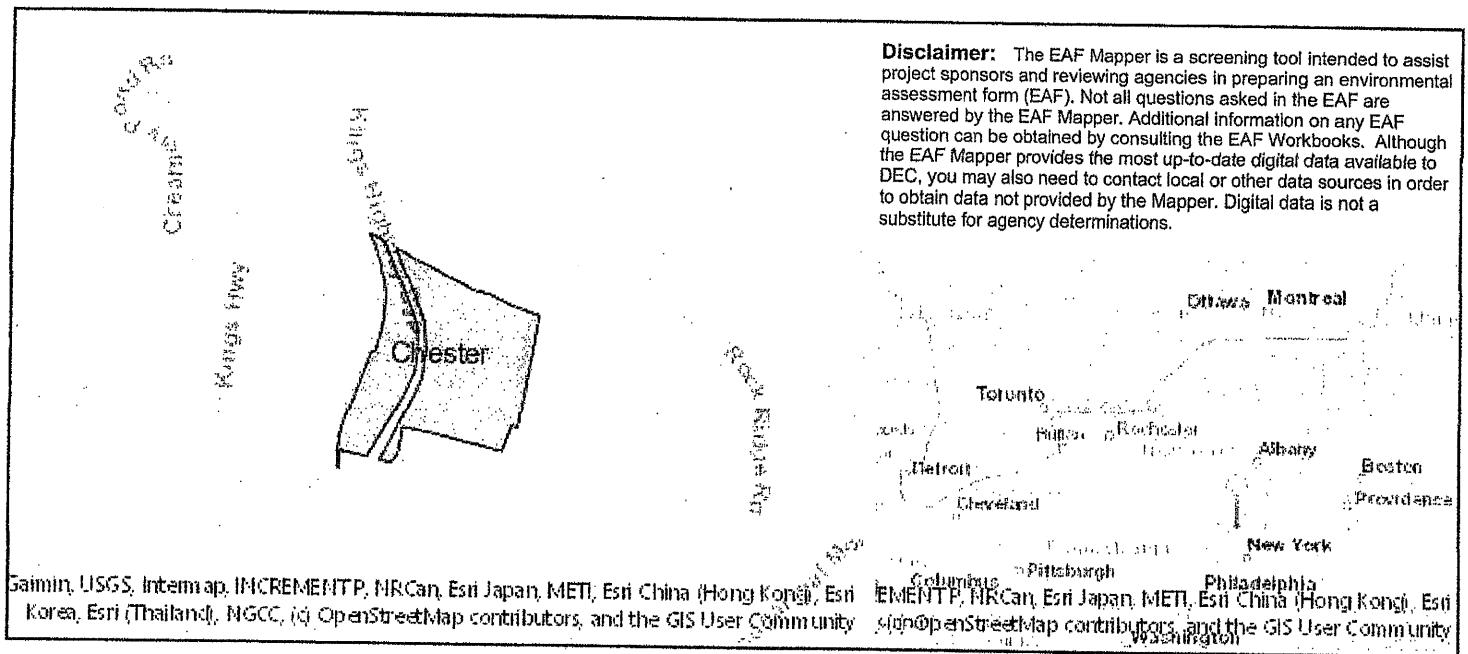 Disclaimer: The EAF Mapper is a screening tool intended to assist
project sponsors and reviewing agencies in preparing an environmental
assessment form (EAF). Not all questions asked in the EAF are
answered by the EAF Mapper. Additional information on any EAF
question can be obtained by consulting the EAF Workbooks. Although
the EAF Mapper provides the most up-to-date digital data available to
DEC, you may also need to contact local or other data sources in order
to obtain data not provided by the Mapper. Digital data is not a
substitute for agency determinations.
Kings Hwy
Chester
Rock Ridge Rd
Ottawa Montreal
Toronto
Rochester
Albany
Detroit
Boston
Cleveland
Providence
New York
Pittsburgh
Columbus
Philadelphia
Washington
Garmin, USGS, Intermap, INCREMENT P, NRCan, Esri Japan, METI, Esri China (Hong Kong), Esri
Korea, Esri (Thailand), NGCC, (c) OpenStreetMap contributors, and the GIS User Community
EMENT P, NRCan, Esri Japan, METI, Esri China (Hong Kong), Esri
OpenStreetMap contributors, and the GIS User Community